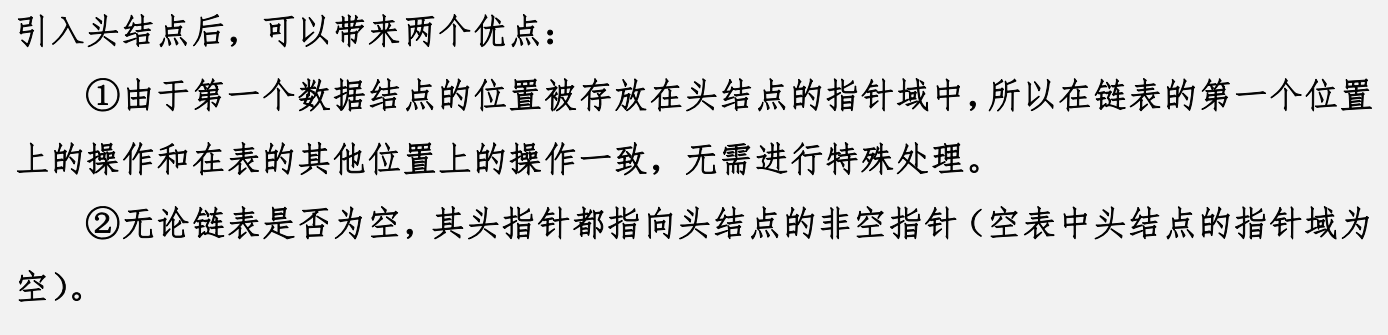 引入头结点后，可以带来两个优点：
①由于第一个数据结点的位置被存放在头结点的指针域中，所以在链表的第一个位置
上的操作和在表的其他位置上的操作一致，无需进行特殊处理。
②无论链表是否为空，其头指针都指向头结点的非空指针（空表中头结点的指针域为
空）。